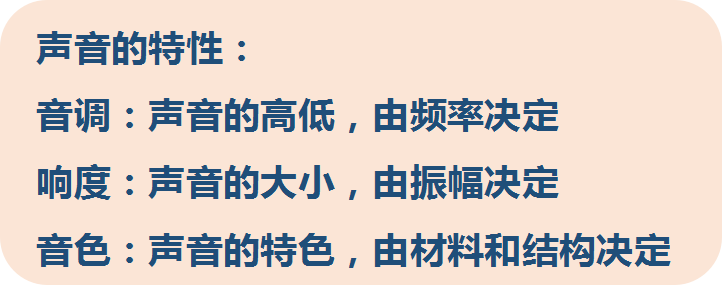 声音的特性：
音调：声音的高低，由频率决定
响度：声音的大小，由振幅决定
音色：声音的特色，由材料和结构决定